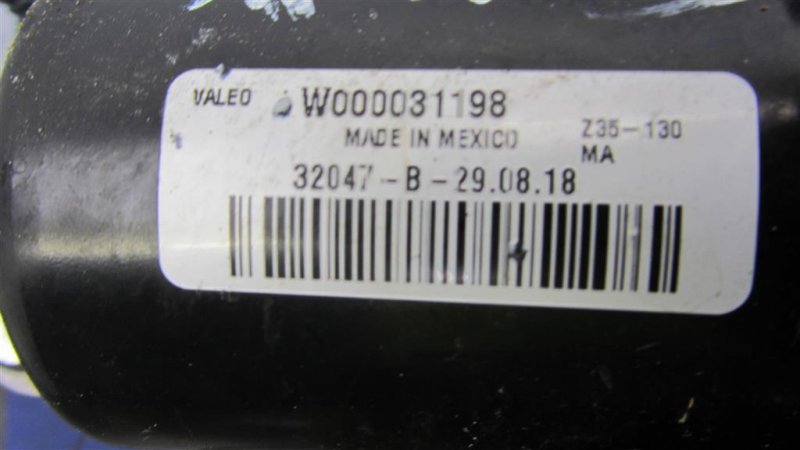 VALEO W000031198
MADE IN MEXICO Z35-130
MA
32047-B-29.08.18